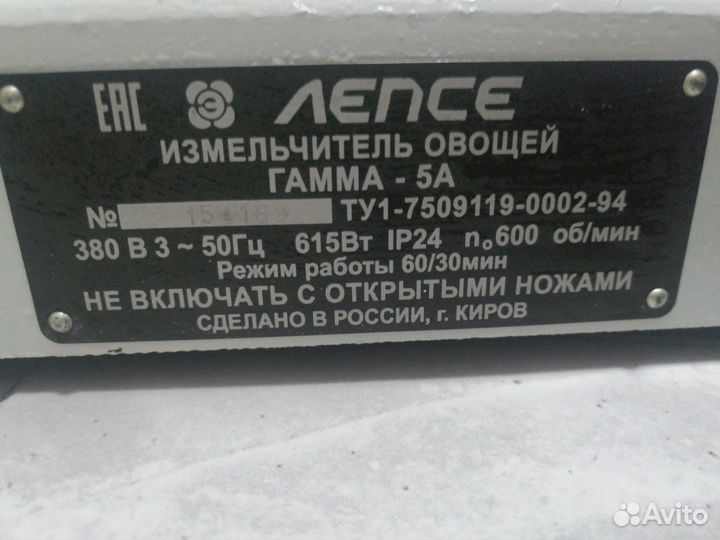 EAC Э ЛЕПСЕ
ИЗМЕЛЬЧИТЕЛЬ ОВОЩЕЙ
ГАММА - 5А
№ 154169 ТУ1-7509119-0002-94
380 В 3 ~ 50Гц 615Вт IP24 n₀600 об/мин
Режим работы 60/30мин
НЕ ВКЛЮЧАТЬ С ОТКРЫТЫМИ НОЖАМИ
СДЕЛАНО В РОССИИ, г. КИРОВ
Avito